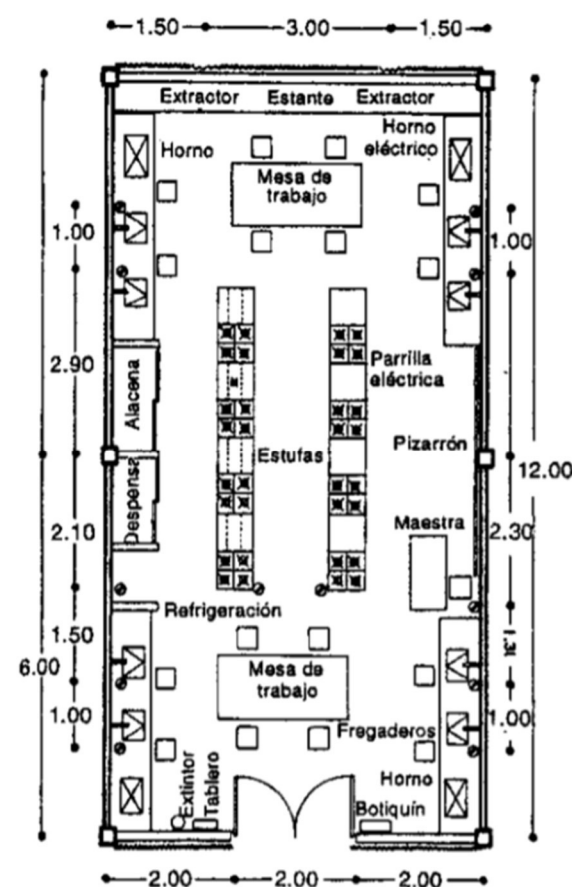 1.50 3.00 1.50
Extractor Estante Extractor
Horno
Horno
eléctrico
Mesa de
trabajo
1.00
1.00
2.90
Alacena
Parrilla
eléctrica
Estufas
Pizarrón
12.00
Despensa
Maestra
2.10
2.30
Refrigeración
1.50
1.31
6.00
Mesa de
trabajo
1.00
Fregaderos
1.00
Horno
Extintor
Tablero
Botiquín
2.00 2.00 2.00